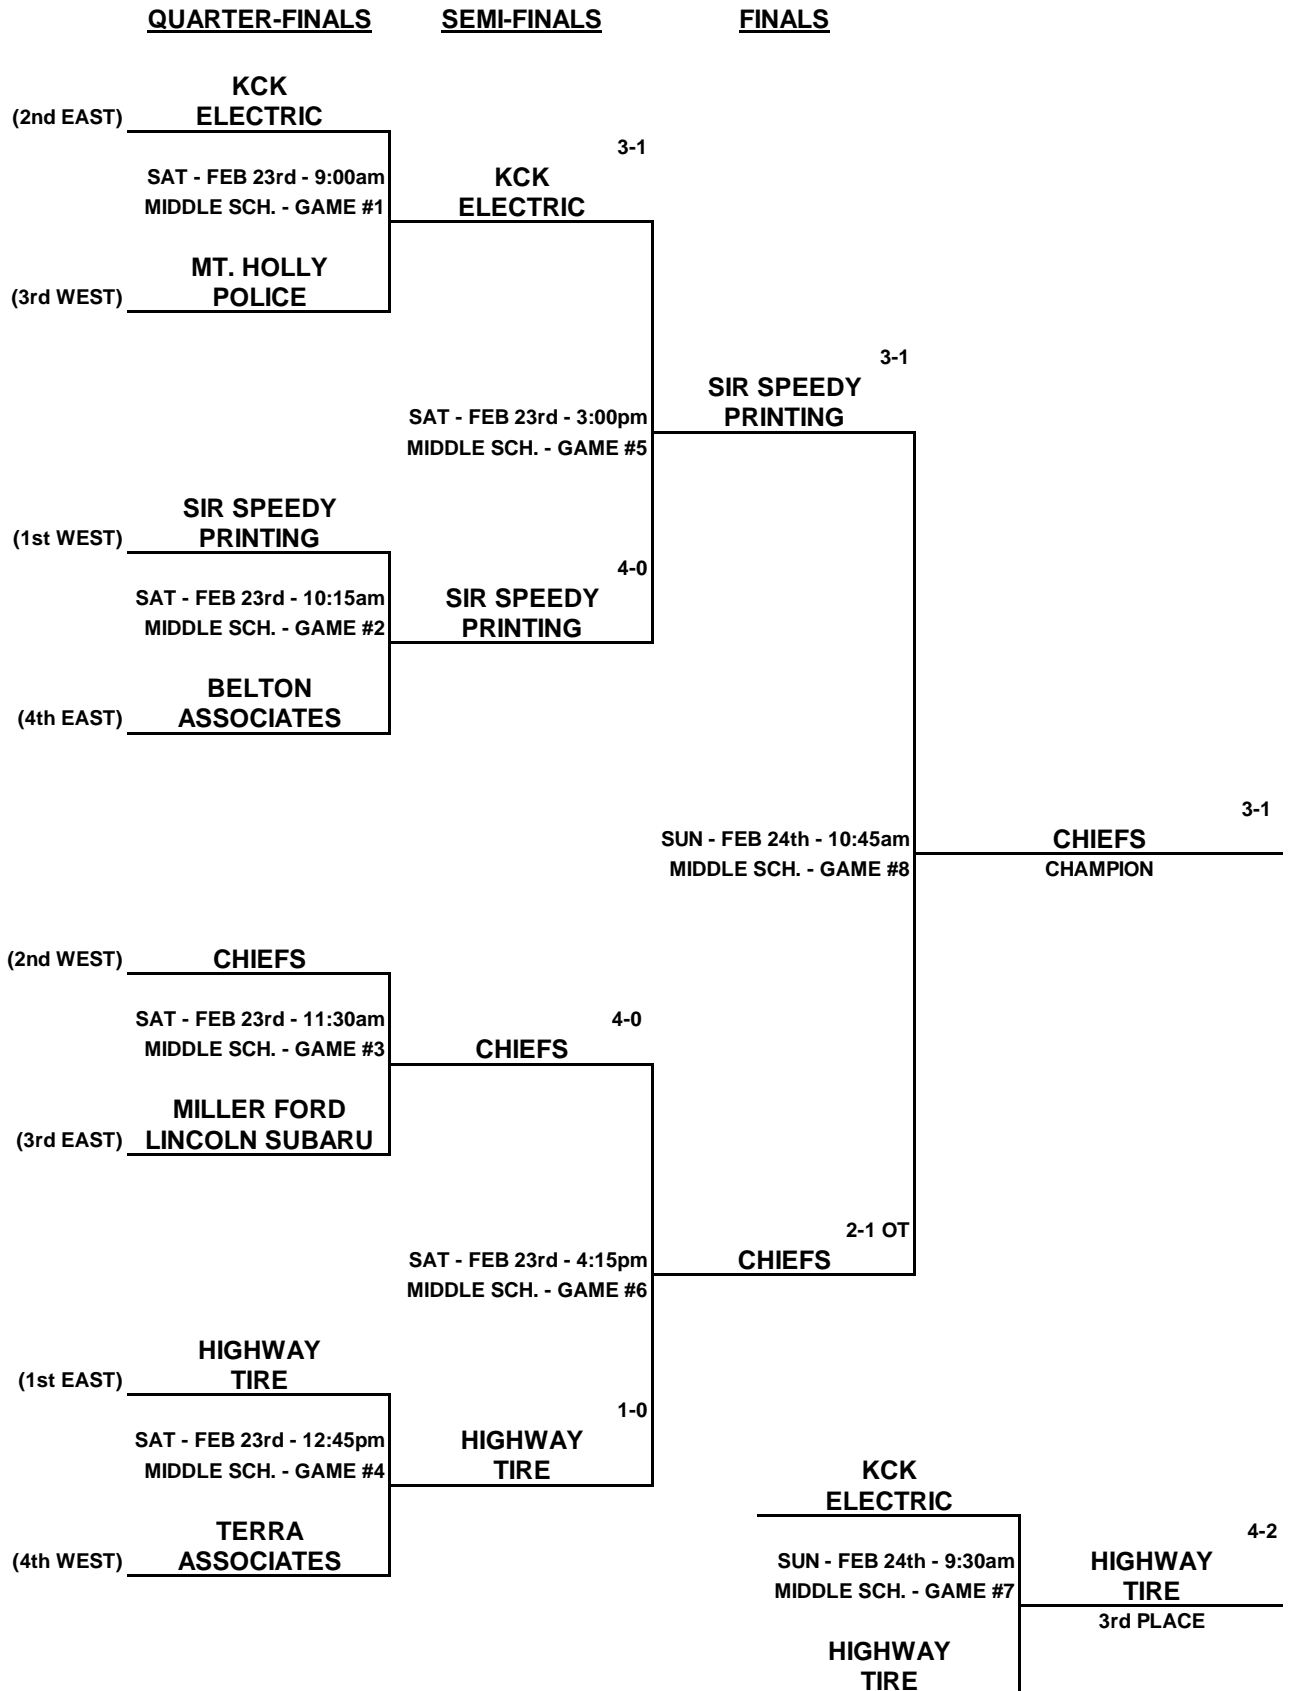 QUARTER-FINALS SEMI-FINALS FINALS
KCK
(2nd EAST) ELECTRIC
3-1
SAT - FEB 23rd - 9:00am KCK
MIDDLE SCH. - GAME #1 ELECTRIC
MT. HOLLY
(3rd WEST) POLICE
3-1
SIR SPEEDY
SAT - FEB 23rd - 3:00pm PRINTING
MIDDLE SCH. - GAME #5
SIR SPEEDY
(1st WEST) PRINTING
4-0
SAT - FEB 23rd - 10:15am SIR SPEEDY
MIDDLE SCH. - GAME #2 PRINTING
BELTON
(4th EAST) ASSOCIATES
3-1
SUN - FEB 24th - 10:45am CHIEFS
MIDDLE SCH. - GAME #8 CHAMPION
(2nd WEST) CHIEFS
SAT - FEB 23rd - 11:30am 4-0
MIDDLE SCH. - GAME #3 CHIEFS
MILLER FORD
(3rd EAST) LINCOLN SUBARU
2-1 OT
SAT - FEB 23rd - 4:15pm CHIEFS
MIDDLE SCH. - GAME #6
HIGHWAY
(1st EAST) TIRE
1-0
SAT - FEB 23rd - 12:45pm HIGHWAY
MIDDLE SCH. - GAME #4 TIRE KCK
ELECTRIC
TERRA 4-2
(4th WEST) ASSOCIATES SUN - FEB 24th - 9:30am HIGHWAY
MIDDLE SCH. - GAME #7 TIRE
3rd PLACE
HIGHWAY
TIRE